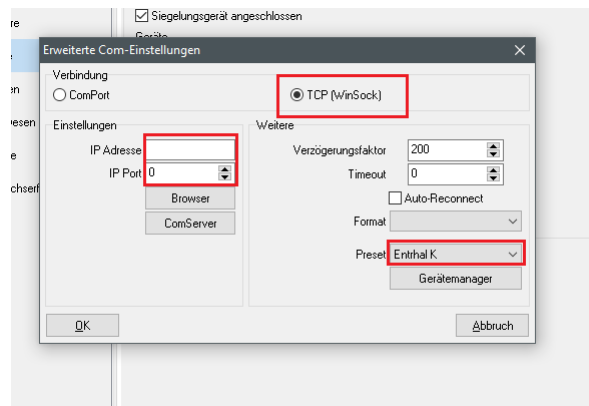 re
Siegelungsgerät angeschlossen
Geräte
Erweiterte Com-Einstellungen
Verbindung
ComPort
TCP (WinSock)
en
wesen
e
chserf
Einstellungen
IP Adresse
IP Port 0
Browser
ComServer
Weitere
Verzögerungsfaktor 200
Timeout 0
Auto-Reconnect
Format
Preset Entrhal K
Gerätemanager
OK
Abbruch